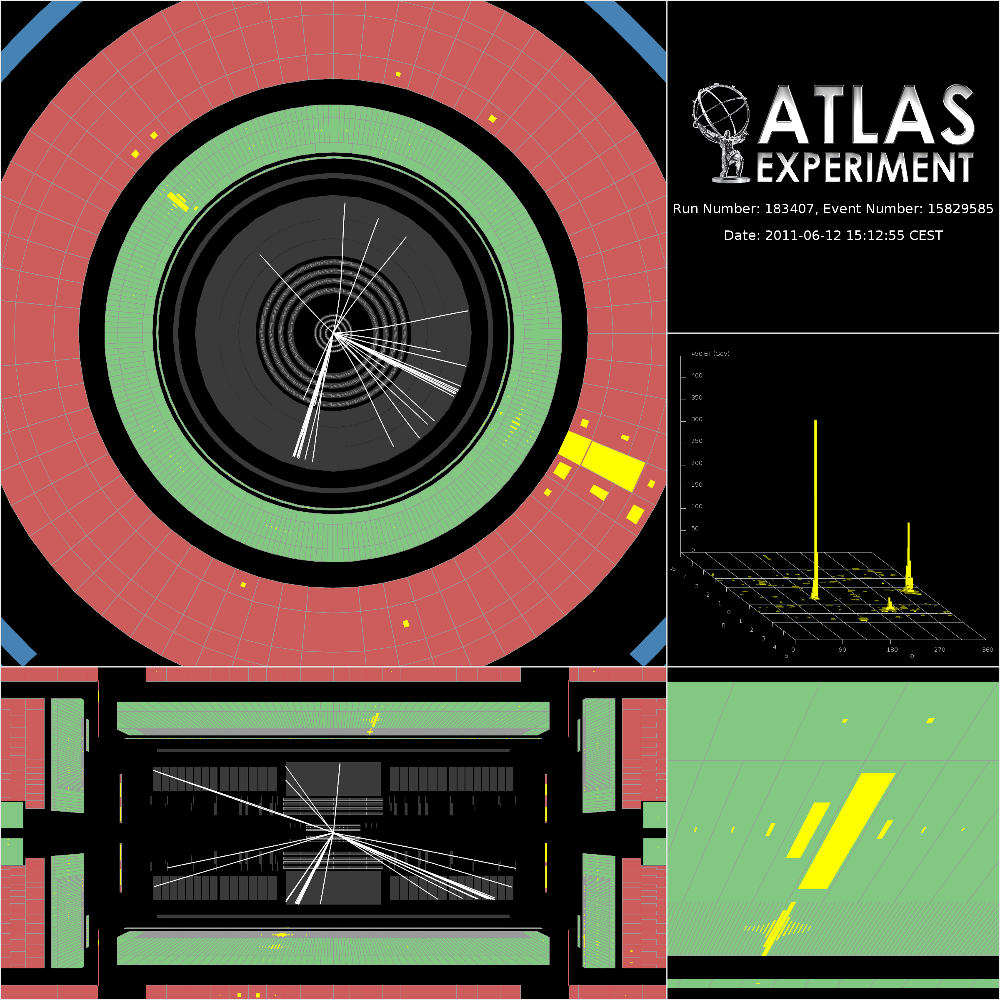 ATLAS
EXPERIMENT
Run Number: 183407, Event Number: 15829585
Date: 2011-06-12 15:12:55 CEST
450 ET (GeV)
400
350
300
250
200
150
100
50
0
-5
-4
-3
-2
-1
0
1
2
3
4
5
η
0 90 180 270 360
Φ